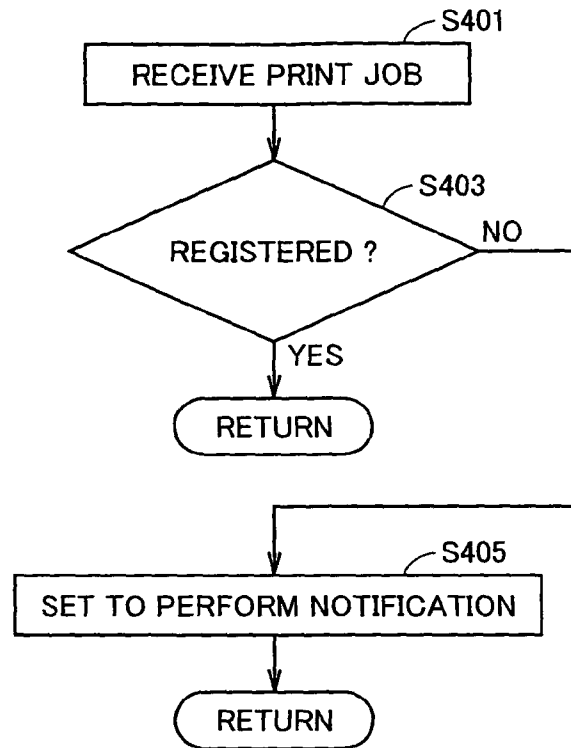 S401
RECEIVE PRINT JOB
S403
REGISTERED ?
NO
YES
RETURN
S405
SET TO PERFORM NOTIFICATION
RETURN